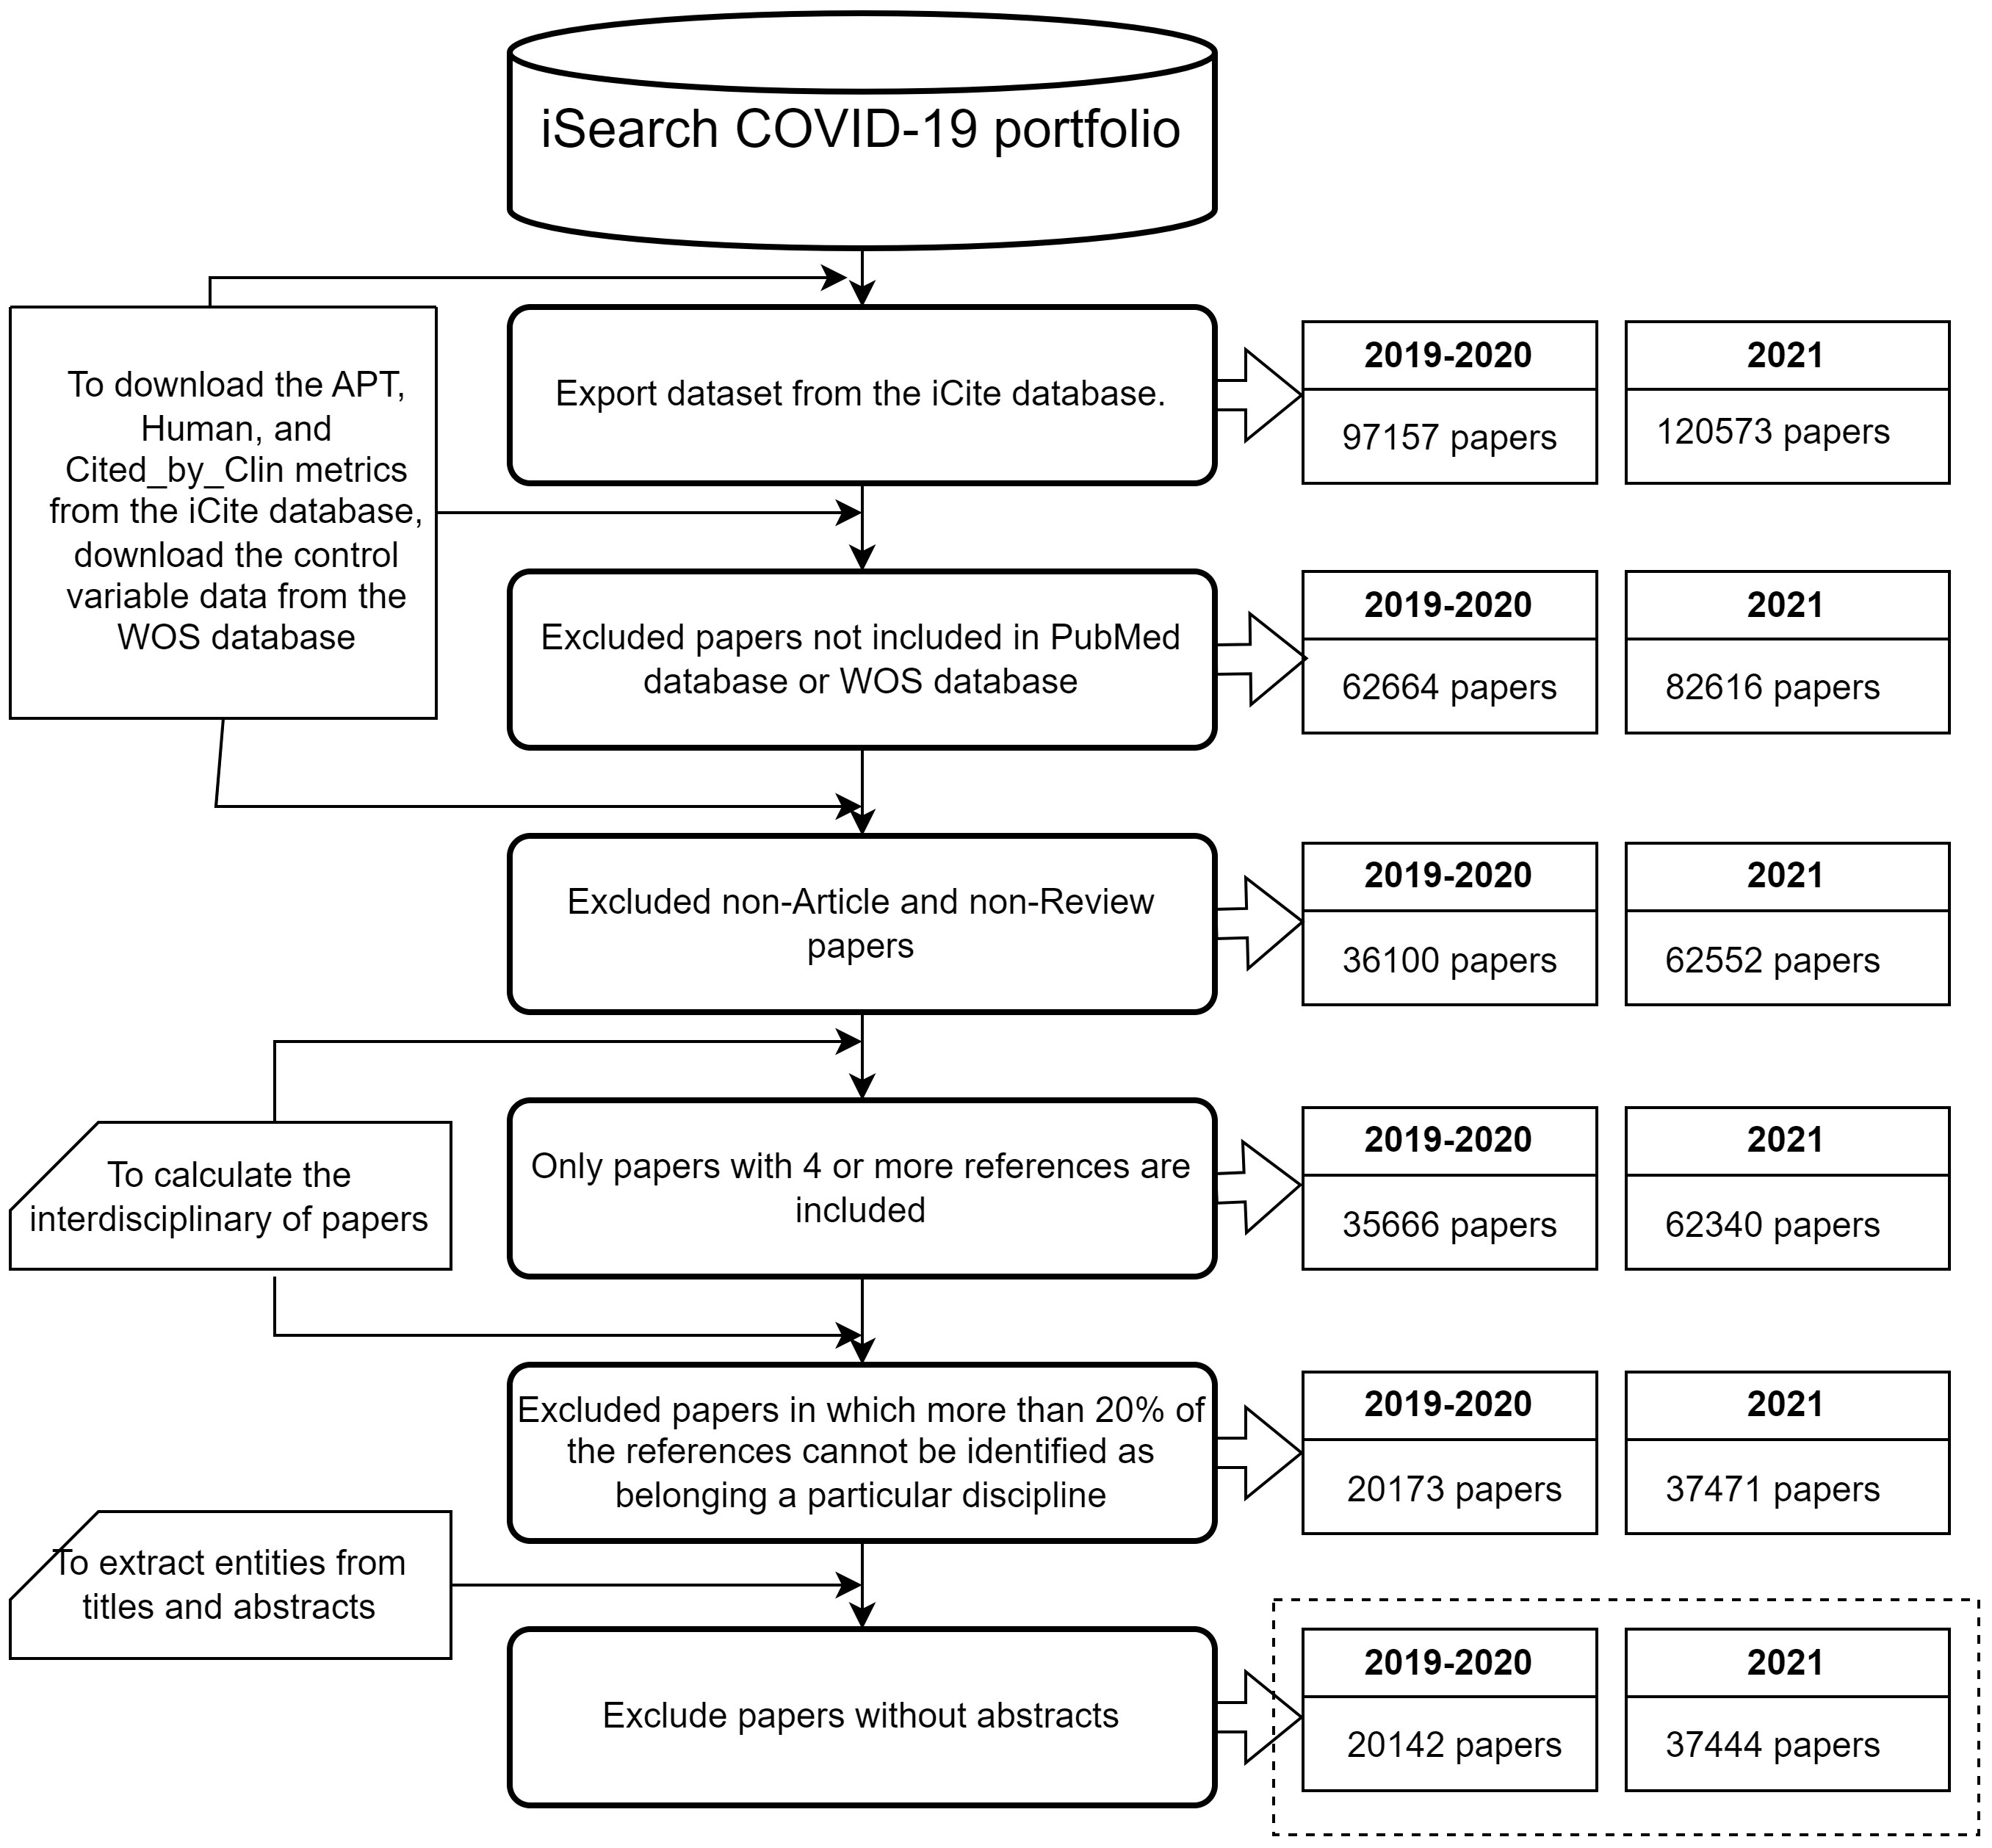 iSearch COVID-19 portfolio
To download the APT,
Human, and
Cited_by_Clin metrics
from the iCite database,
download the control
variable data from the
WOS database
Export dataset from the iCite database.
2019-2020
97157 papers
2021
120573 papers
Excluded papers not included in PubMed
database or WOS database
2019-2020
62664 papers
2021
82616 papers
Excluded non-Article and non-Review
papers
2019-2020
36100 papers
2021
62552 papers
To calculate the
interdisciplinary of papers
Only papers with 4 or more references are
included
2019-2020
35666 papers
2021
62340 papers
Excluded papers in which more than 20% of
the references cannot be identified as
belonging a particular discipline
2019-2020
20173 papers
2021
37471 papers
To extract entities from
titles and abstracts
Exclude papers without abstracts
2019-2020
20142 papers
2021
37444 papers